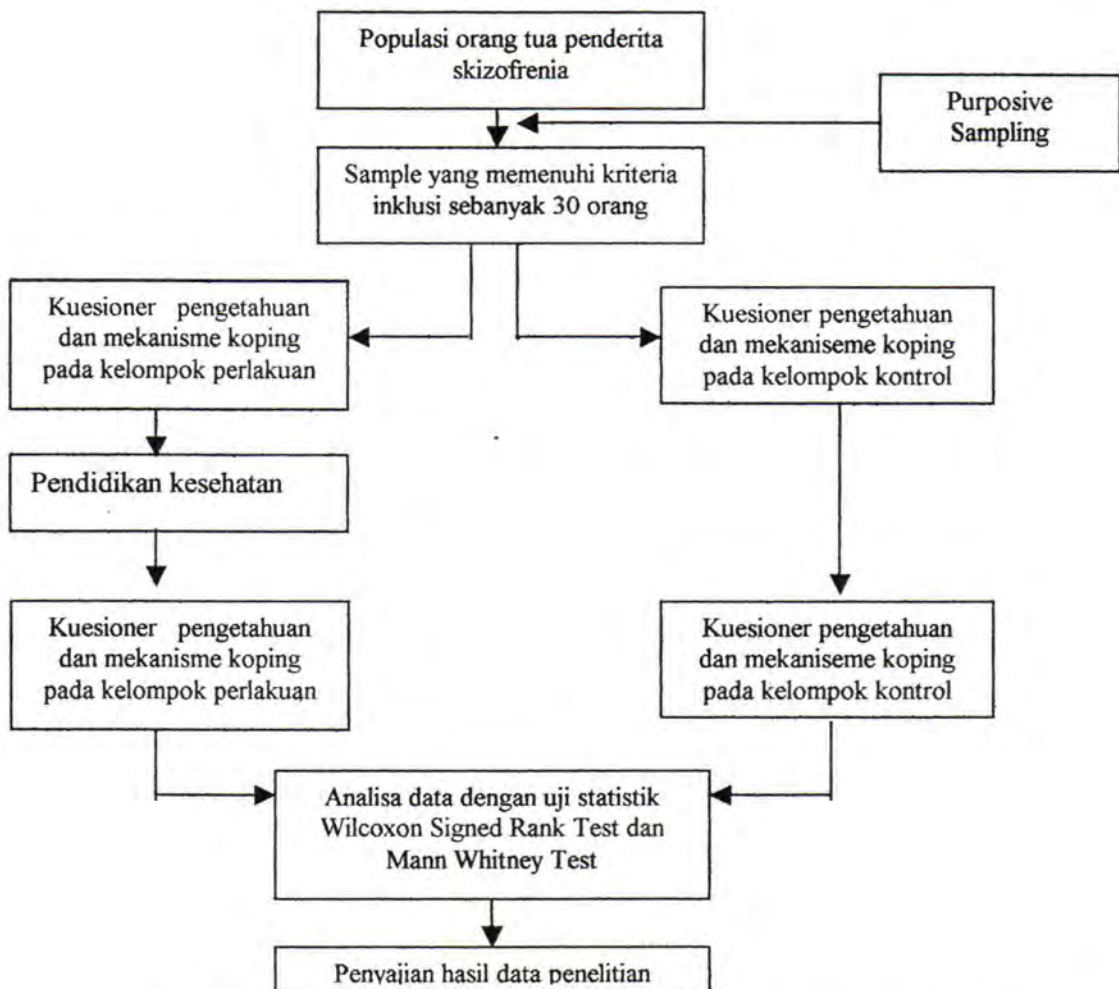 Populasi orang tua penderita
skizofrenia
Purposive
Sampling
Sample yang memenuhi kriteria
inklusi sebanyak 30 orang
Kuesioner pengetahuan
dan mekanisme koping
pada kelompok perlakuan
Kuesioner pengetahuan
dan mekaniseme koping
pada kelompok kontrol
Pendidikan kesehatan
Kuesioner pengetahuan
dan mekanisme koping
pada kelompok perlakuan
Kuesioner pengetahuan
dan mekaniseme koping
pada kelompok kontrol
Analisa data dengan uji statistik
Wilcoxon Signed Rank Test dan
Mann Whitney Test
Penyajian hasil data penelitian